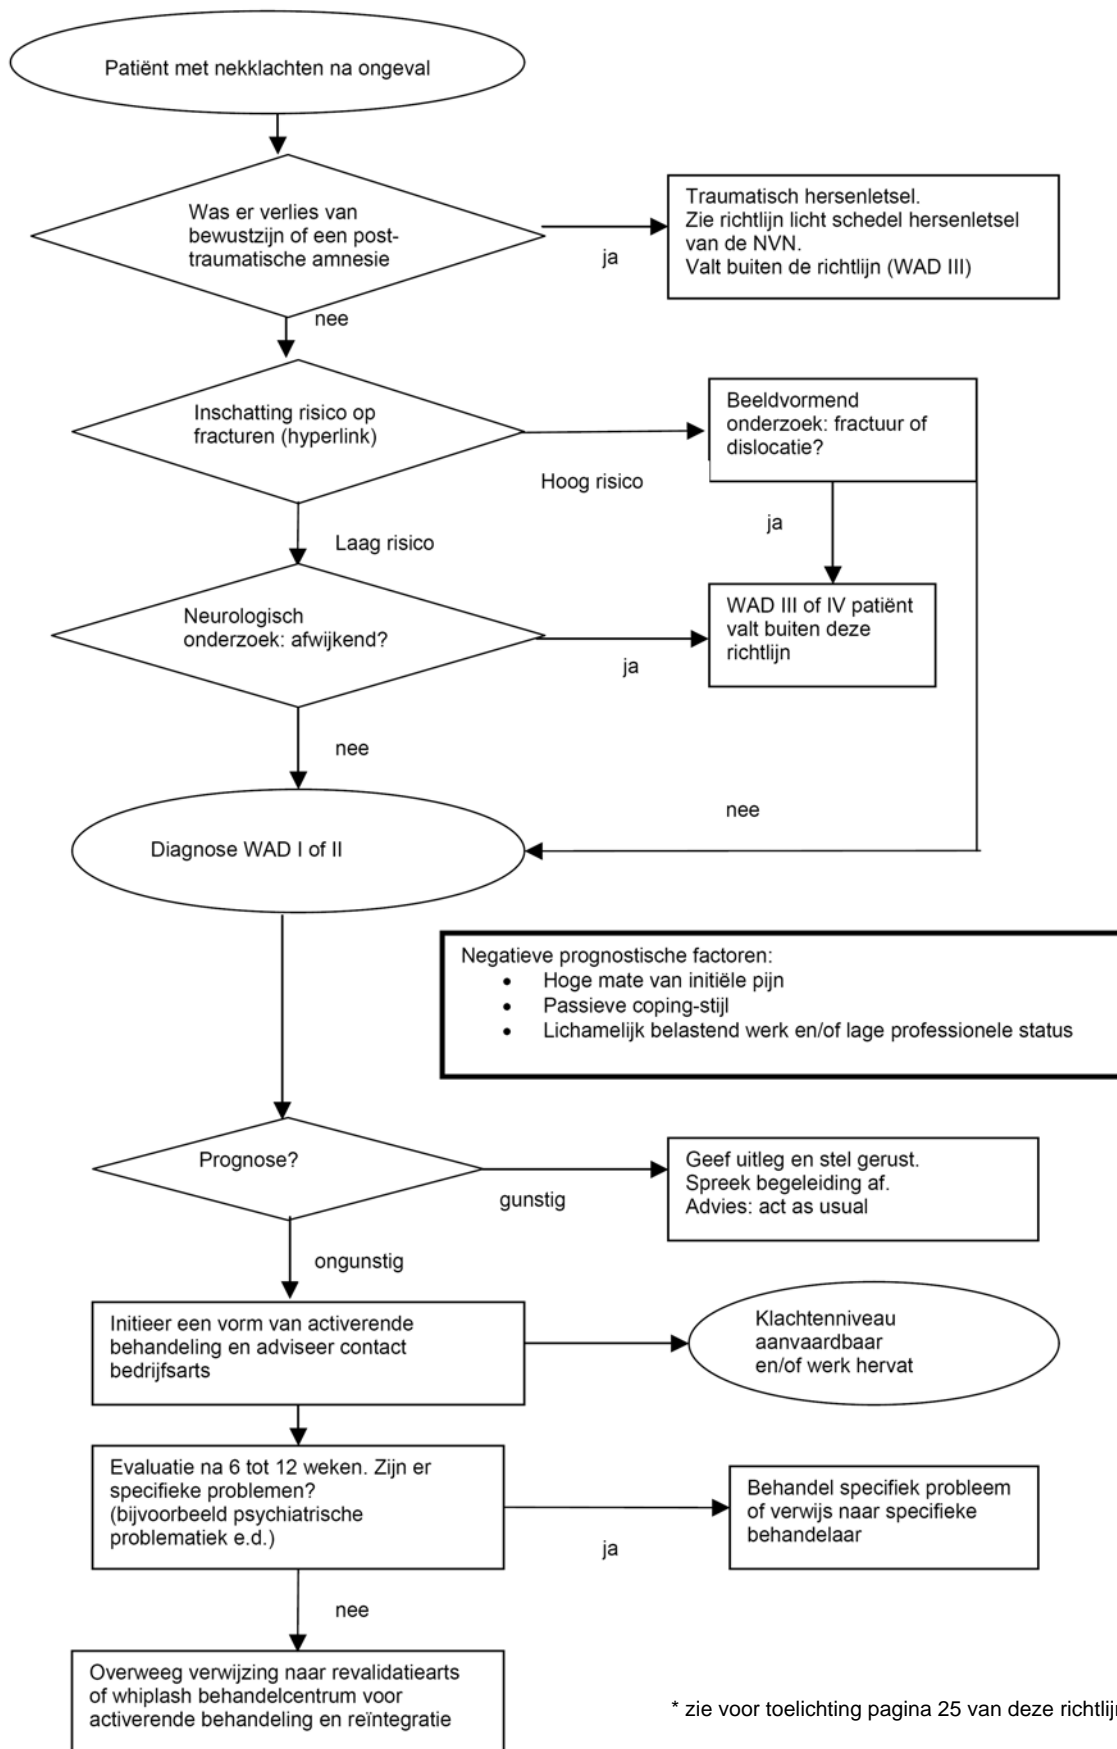 Patiënt met nekklachten na ongeval
Was er verlies van
bewustzijn of een post-
traumatische amnesie
ja
Traumatisch hersenletsel.
Zie richtlijn licht schedel hersenletsel
van de NVN.
Valt buiten de richtlijn (WAD III)
nee
Inschatting risico op
fracturen (hyperlink)
Hoog risico
Beeldvormend
onderzoek: fractuur of
dislocatie?
ja
Laag risico
Neurologisch
onderzoek: afwijkend?
ja
WAD III of IV patiënt
valt buiten deze
richtlijn
nee
nee
Diagnose WAD I of II
Negatieve prognostische factoren:
• Hoge mate van initiële pijn
• Passieve coping-stijl
• Lichamelijk belastend werk en/of lage professionele status
Prognose?
gunstig
Geef uitleg en stel gerust.
Spreek begeleiding af.
Advies: act as usual
ongunstig
Initieer een vorm van activerende
behandeling en adviseer contact
bedrijfsarts
Klachtenniveau
aanvaardbaar
en/of werk hervat
Evaluatie na 6 tot 12 weken. Zijn er
specifieke problemen?
(bijvoorbeeld psychiatrische
problematiek e.d.)
ja
Behandel specifiek probleem
of verwijs naar specifieke
behandelaar
nee
Overweeg verwijzing naar revalidatiearts
of whiplash behandelcentrum voor
activerende behandeling en reïntegratie
* zie voor toelichting pagina 25 van deze richtlijn